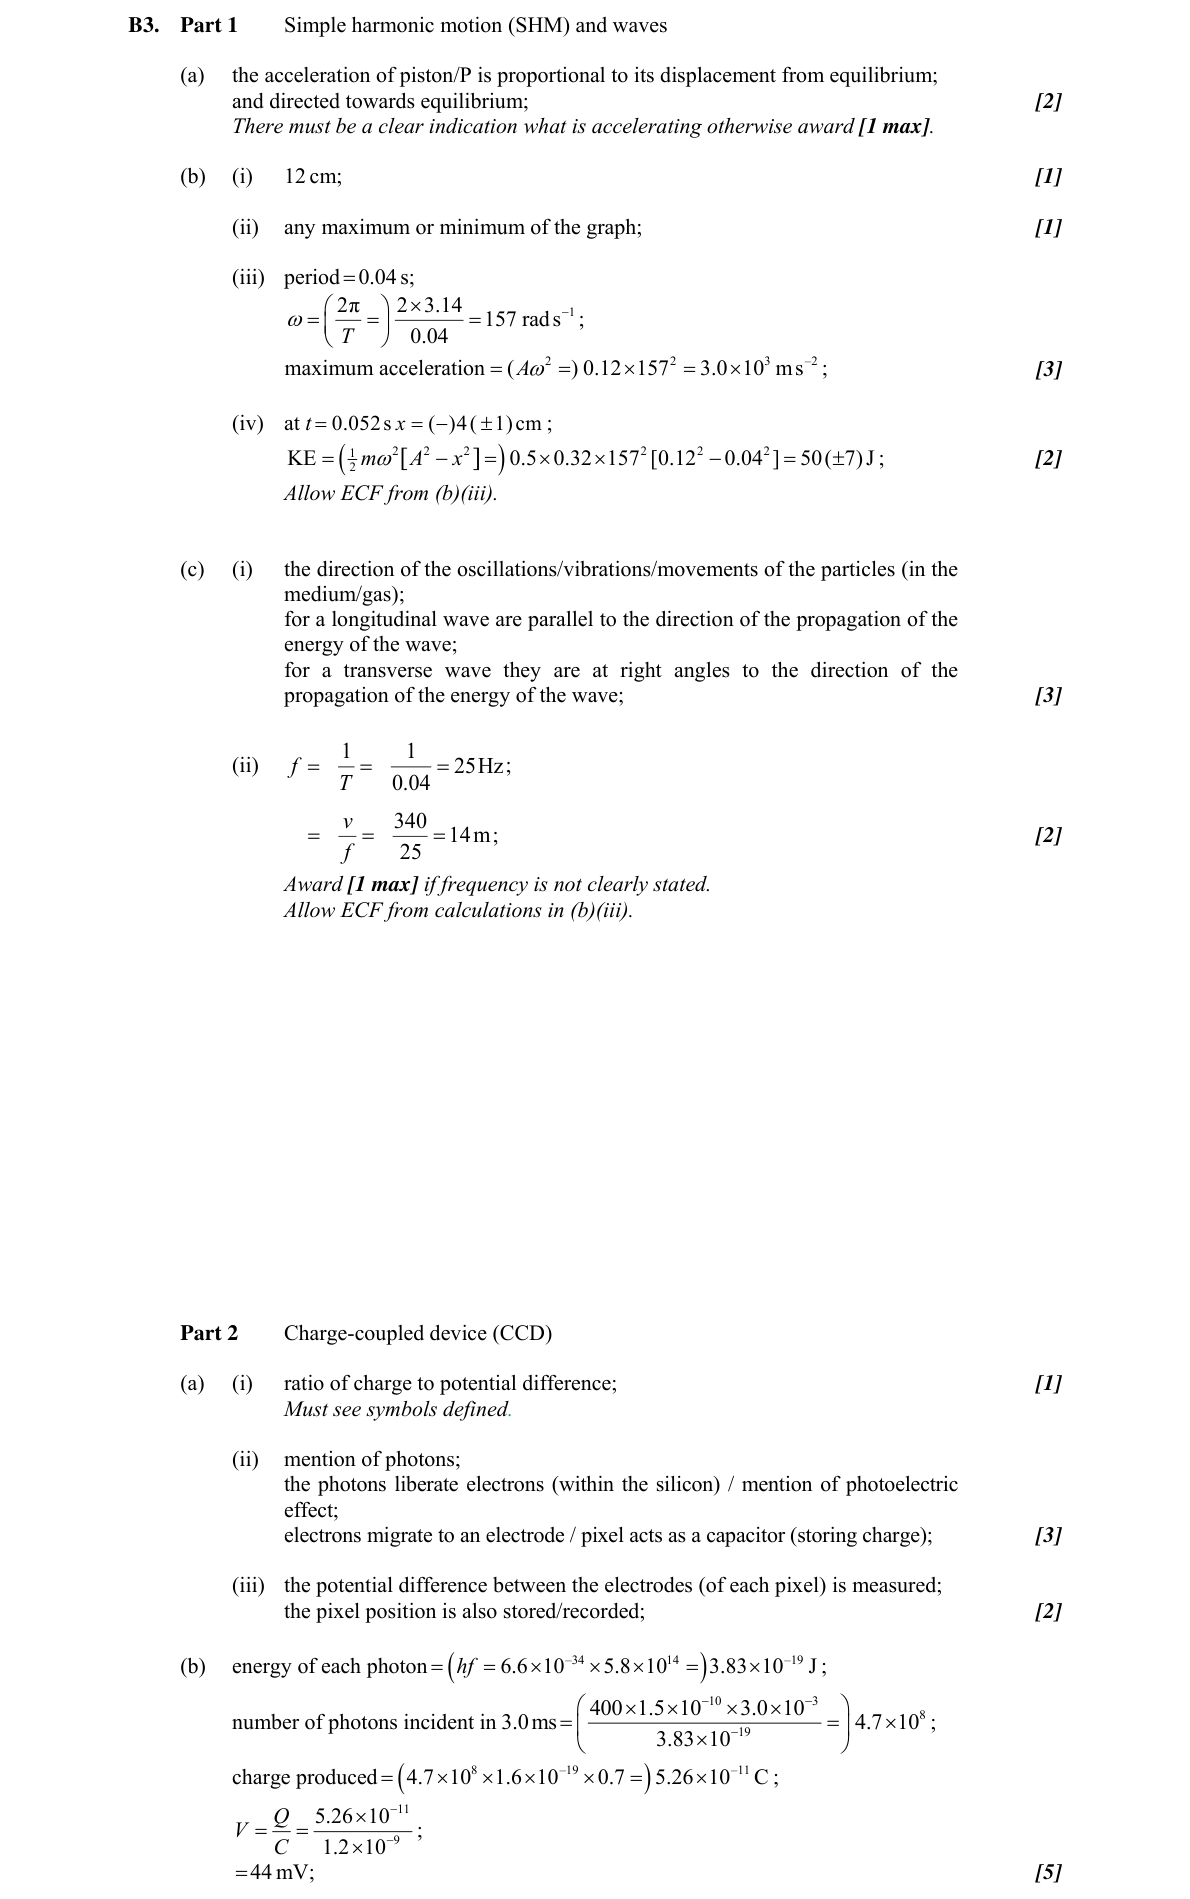 B3. Part 1 Simple harmonic motion (SHM) and waves
(a) the acceleration of piston/P is proportional to its displacement from equilibrium;
and directed towards equilibrium; [2]
There must be a clear indication what is accelerating otherwise award [1 max].
(b) (i) 12 cm; [1]
(ii) any maximum or minimum of the graph; [1]
(iii) period = 0.04 s;
ω = (2π/T =) 2×3.14/0.04 = 157 rad s⁻¹ ;
maximum acceleration = (Aω² =) 0.12×157² = 3.0×10³ m s⁻² ; [3]
(iv) at t = 0.052 s x = (−)4(±1) cm ;
KE = (½mω²[A² − x²] =) 0.5×0.32×157² [0.12² − 0.04²] = 50(±7) J ; [2]
Allow ECF from (b)(iii).
(c) (i) the direction of the oscillations/vibrations/movements of the particles (in the
medium/gas);
for a longitudinal wave are parallel to the direction of the propagation of the
energy of the wave;
for a transverse wave they are at right angles to the direction of the
propagation of the energy of the wave; [3]
(ii) f = 1/T = 1/0.04 = 25 Hz;
= v/f = 340/25 = 14 m; [2]
Award [1 max] if frequency is not clearly stated.
Allow ECF from calculations in (b)(iii).
Part 2 Charge-coupled device (CCD)
(a) (i) ratio of charge to potential difference; [1]
Must see symbols defined.
(ii) mention of photons;
the photons liberate electrons (within the silicon) / mention of photoelectric
effect;
electrons migrate to an electrode / pixel acts as a capacitor (storing charge); [3]
(iii) the potential difference between the electrodes (of each pixel) is measured;
the pixel position is also stored/recorded; [2]
(b) energy of each photon = (hf = 6.6×10⁻³⁴ ×5.8×10¹⁴ =) 3.83×10⁻¹⁹ J ;
number of photons incident in 3.0 ms = (400×1.5×10⁻¹⁰ ×3.0×10⁻³/3.83×10⁻¹⁹ =) 4.7×10⁸ ;
charge produced = (4.7×10⁸ ×1.6×10⁻¹⁹ ×0.7 =) 5.26×10⁻¹¹ C ;
V = Q/C = 5.26×10⁻¹¹/1.2×10⁻⁹ ;
= 44 mV; [5]